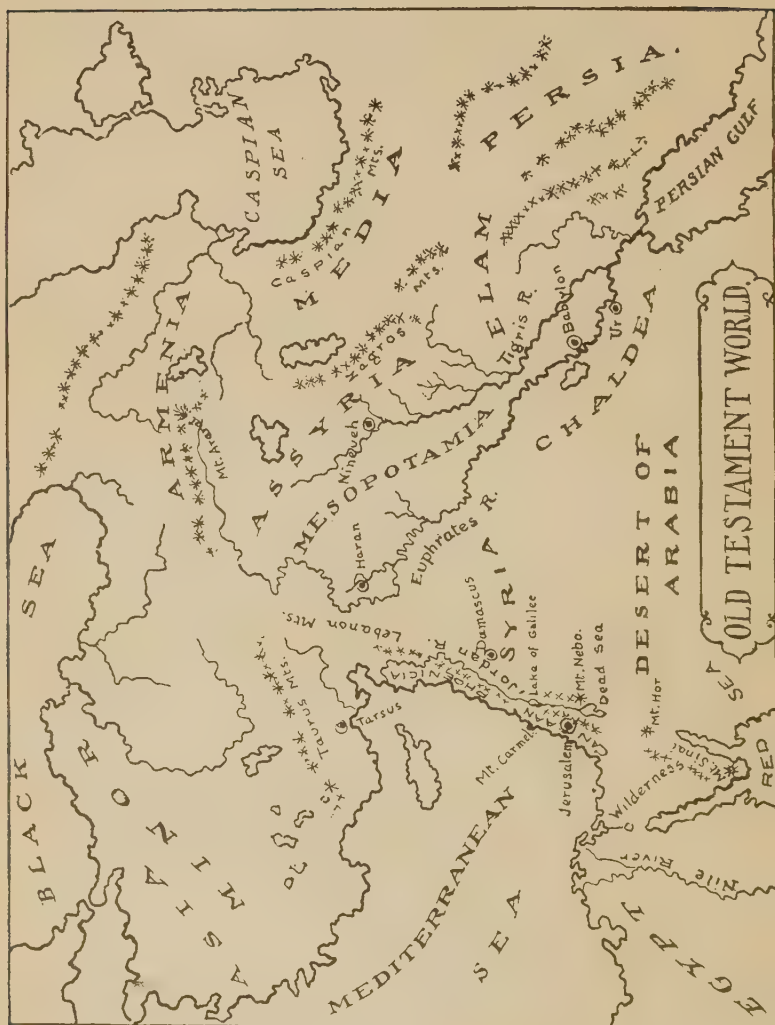 BLACK
SEA
CASPIAN
SEA
ARMENIA
Mt. Ararat
Caspian
Mts.
MEDIA
PERSIA.
ASIA
MINOR
Taurus Mts.
Tarsus
ASSYRIA
Nineveh
Zagros
Mts.
ELAM
Tigris R.
MESOPOTAMIA
Haran
Euphrates R.
Babylon
Ur
CHALDEA
PERSIAN GULF
Lebanon Mts.
Damascus
SYRIA
Jordan R.
Lake of Galilee
Mt. Carmel
Mt. Nebo.
Jerusalem
Dead Sea
MEDITERRANEAN
SEA
DESERT OF
ARABIA
Mt. Hor
Wilderness
Mt. Sinai
RED
SEA
Nile
River
EGYPT
OLD TESTAMENT WORLD.